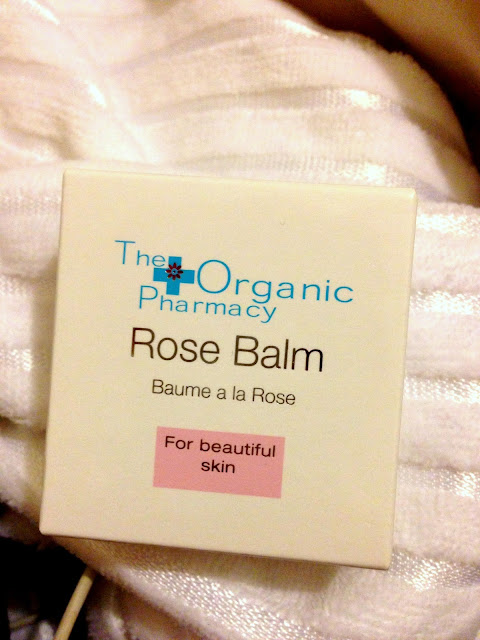 The Organic
Pharmacy
Rose Balm
Baume a la Rose
For beautiful
skin